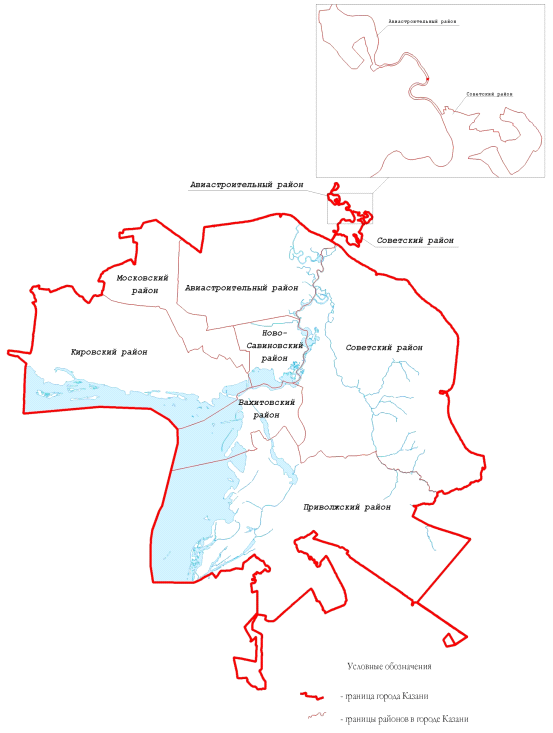 Авиастроительный район
Советский район
Авиастроительный район
Советский район
Московский
район
Авиастроительный район
Ново-
Савиновский
район
Кировский район
Советский район
Вахитовский
район
Приволжский район
Условные обозначения
- граница города Казани
- границы районов в городе Казани